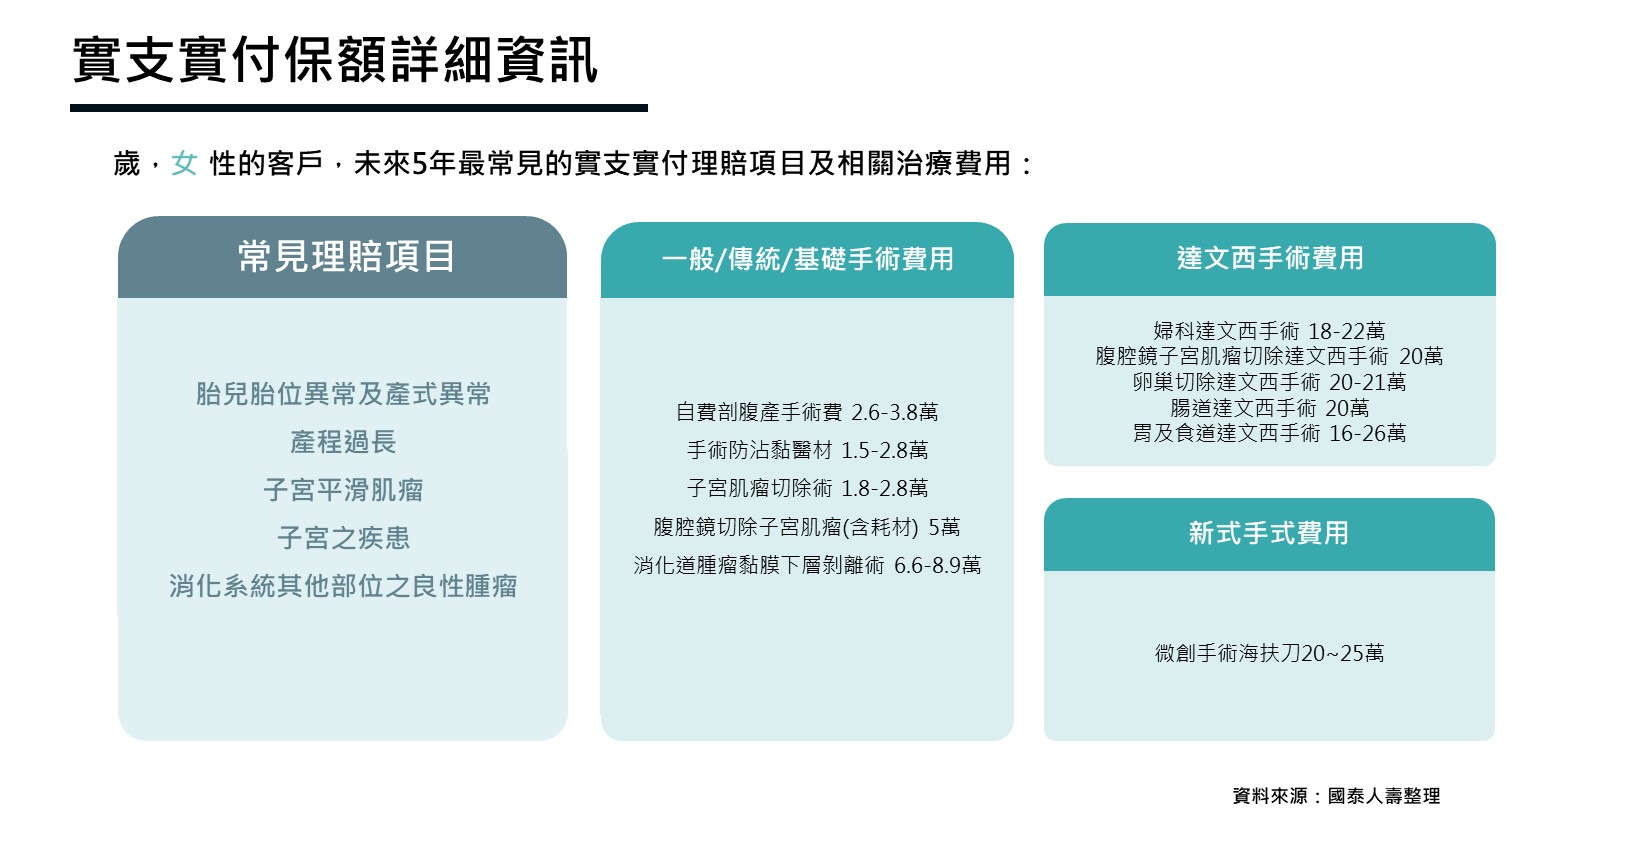 實支實付保額詳細資訊
歲，女 性的客戶，未來5年最常見的實支實付理賠項目及相關治療費用：
常見理賠項目
胎兒胎位異常及產式異常
產程過長
子宮平滑肌瘤
子宮之疾患
消化系統其他部位之良性腫瘤
一般/傳統/基礎手術費用
自費剖腹產手術費 2.6-3.8萬
手術防沾黏醫材 1.5-2.8萬
子宮肌瘤切除術 1.8-2.8萬
腹腔鏡切除子宮肌瘤(含耗材) 5萬
消化道腫瘤黏膜下層剝離術 6.6-8.9萬
達文西手術費用
婦科達文西手術 18-22萬
腹腔鏡子宮肌瘤切除達文西手術 20萬
卵巢切除達文西手術 20-21萬
腸道達文西手術 20萬
胃及食道達文西手術 16-26萬
新式手式費用
微創手術海扶刀20~25萬
資料來源：國泰人壽整理